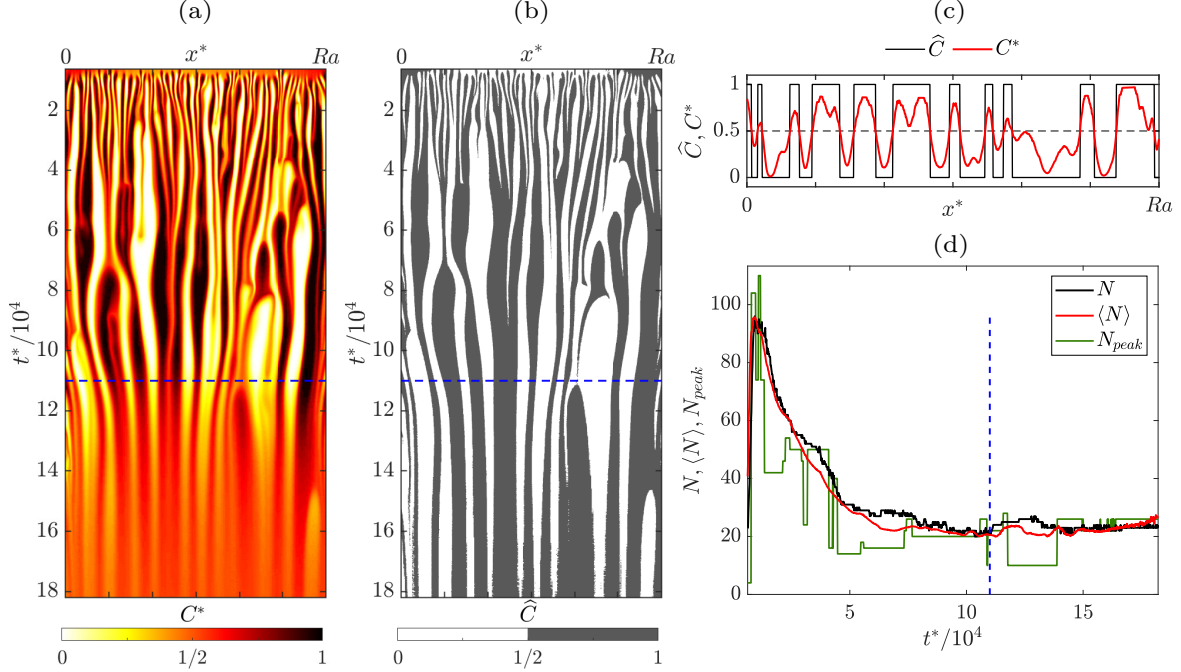 (a)
0 x* Ra
2
4
6
8
10
12
14
16
18
t*/10⁴
C*
0 1/2 1
(b)
0 x* Ra
2
4
6
8
10
12
14
16
18
t*/10⁴
Ĉ
0 1/2 1
(c)
Ĉ C*
1
0.5
0
Ĉ, C*
0 x* Ra
(d)
N
⟨N⟩
N_peak
100
80
60
40
20
0
N, ⟨N⟩, N_peak
5 10 15
t*/10⁴